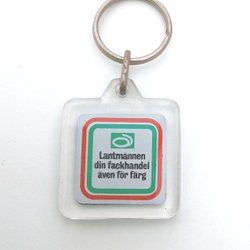 Lantmännen
din fackhandel
även för färg